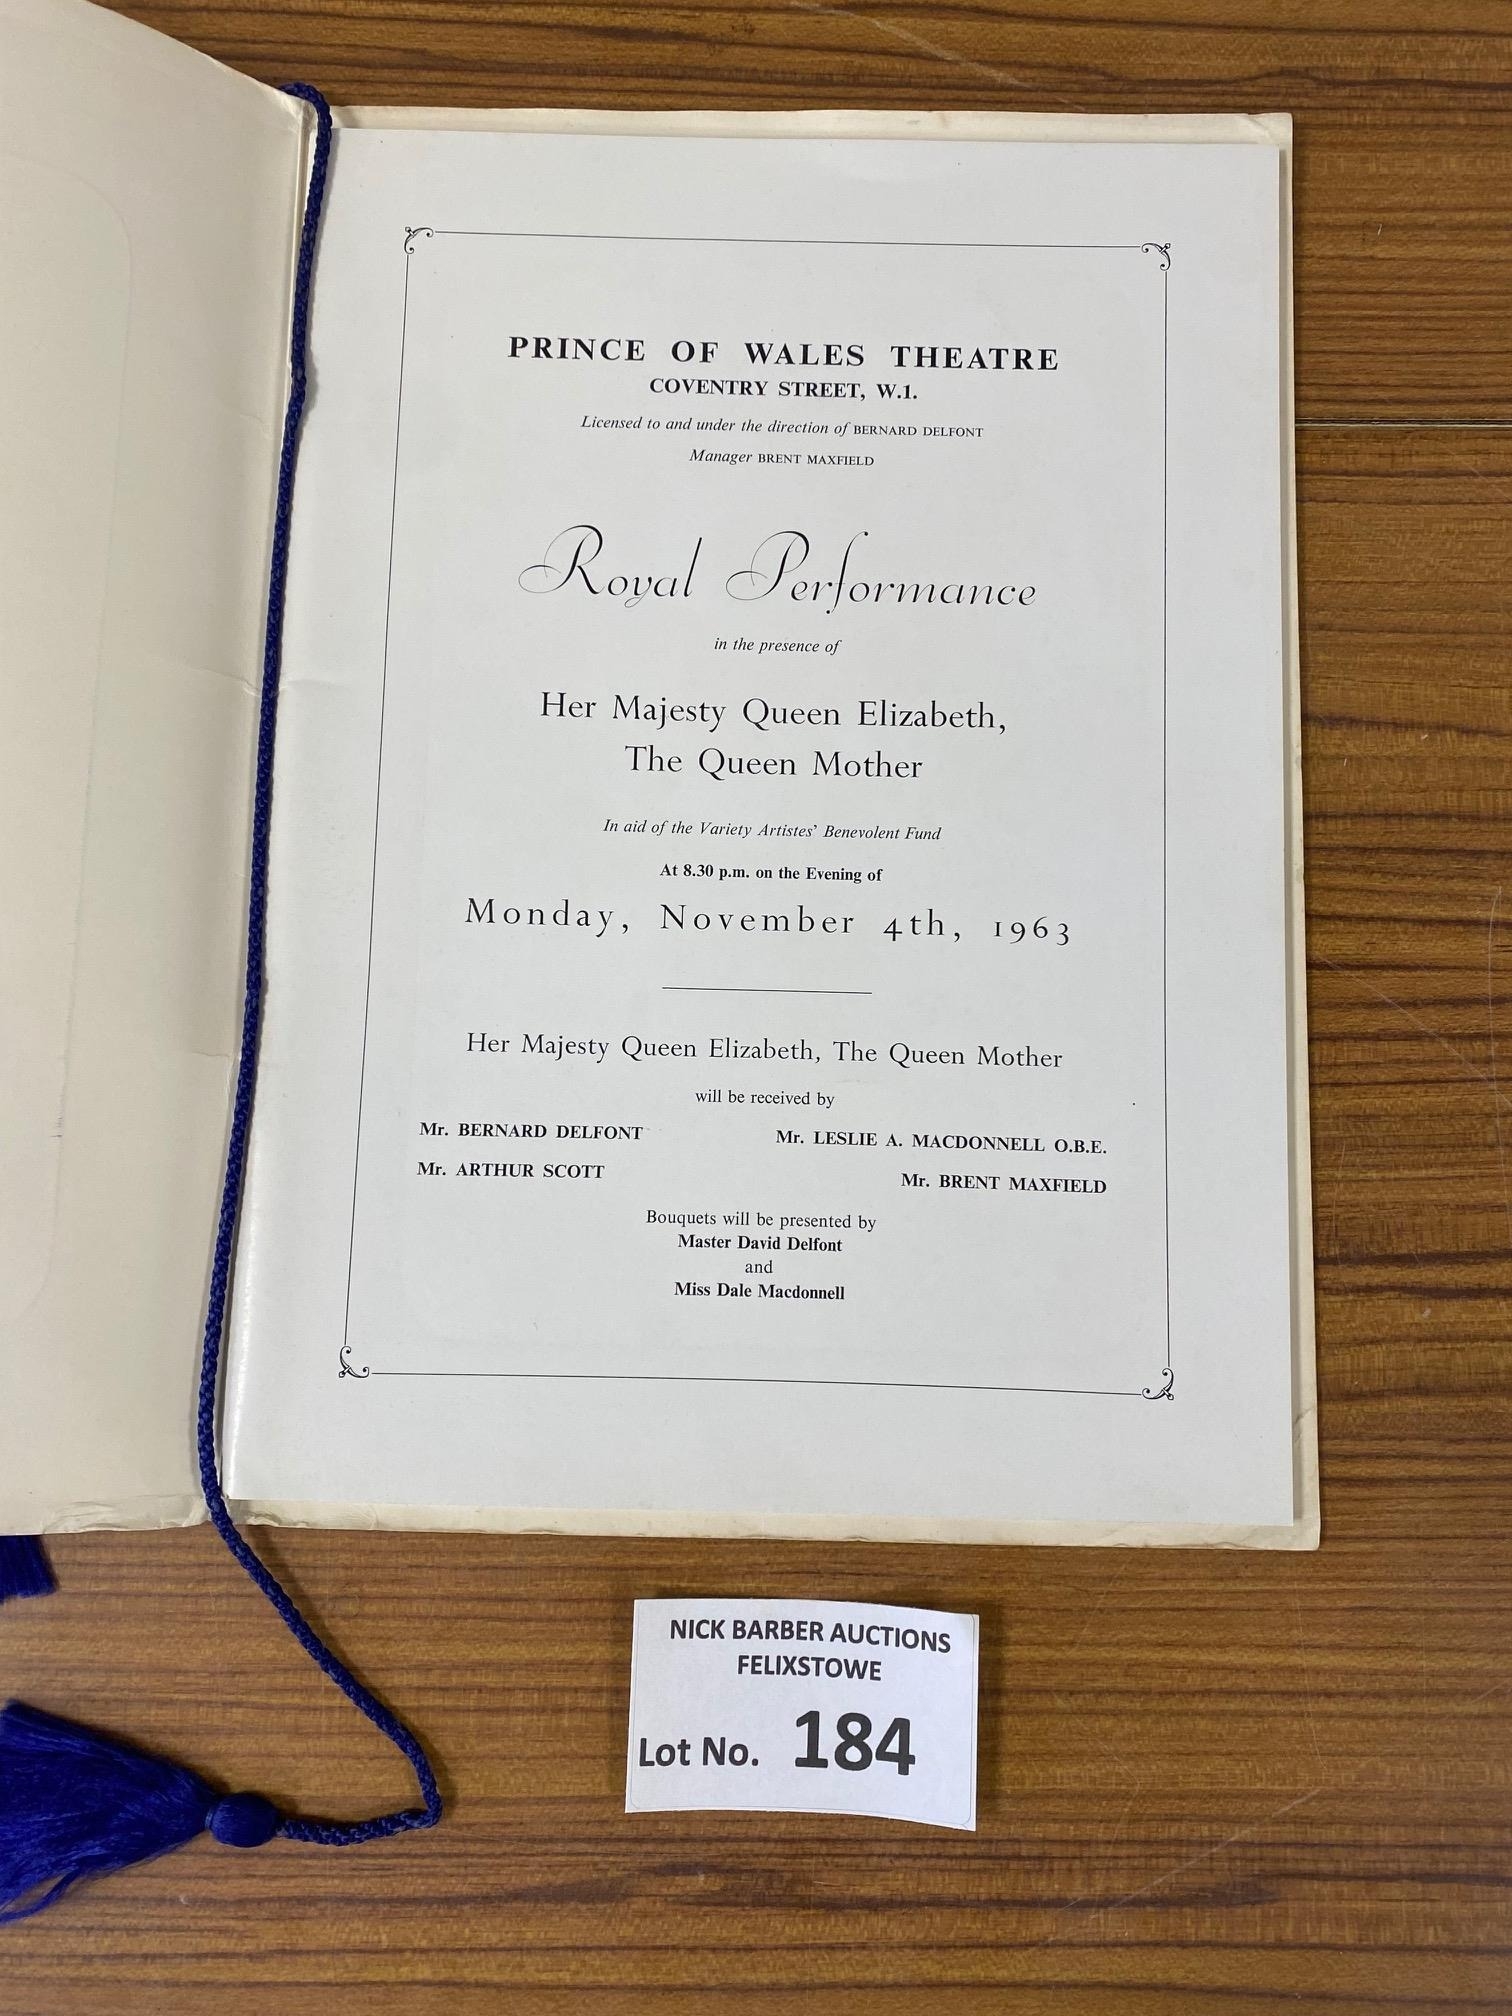 PRINCE OF WALES THEATRE
COVENTRY STREET, W.1.
Licensed to and under the direction of BERNARD DELFONT
Manager BRENT MAXFIELD
Royal Performance
in the presence of
Her Majesty Queen Elizabeth,
The Queen Mother
In aid of the Variety Artistes' Benevolent Fund
At 8.30 p.m. on the Evening of
Monday, November 4th, 1963
Her Majesty Queen Elizabeth, The Queen Mother
will be received by
Mr. BERNARD DELFONT Mr. LESLIE A. MACDONNELL O.B.E.
Mr. ARTHUR SCOTT Mr. BRENT MAXFIELD
Bouquets will be presented by
Master David Delfont
and
Miss Dale Macdonnell
NICK BARBER AUCTIONS
FELIXSTOWE
Lot No. 184